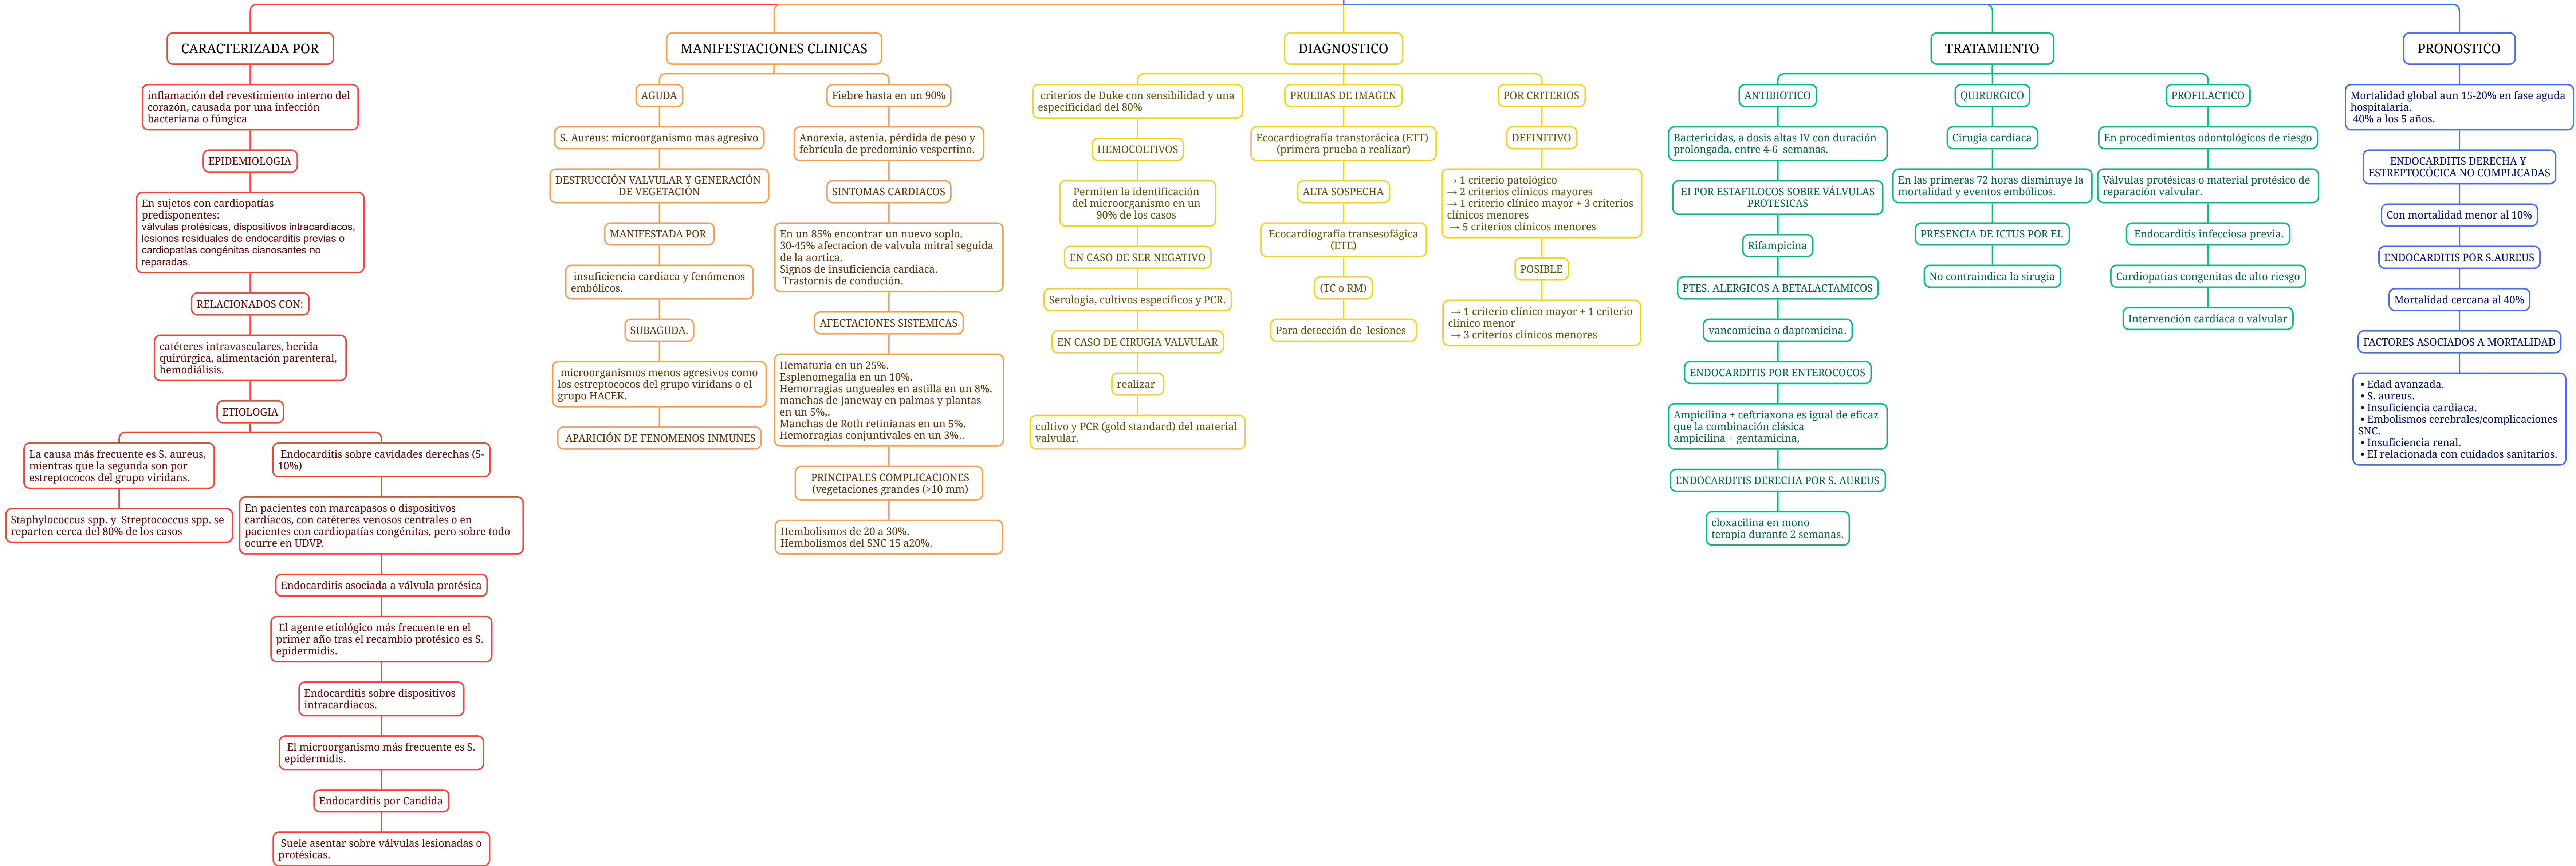 CARACTERIZADA POR
inflamación del revestimiento interno del
corazón, causada por una infección
bacteriana o fúngica
EPIDEMIOLOGIA
En sujetos con cardiopatías
predisponentes:
válvulas protésicas, dispositivos intracardiacos,
lesiones residuales de endocarditis previas o
cardiopatías congénitas cianosantes no
reparadas.
RELACIONADOS CON:
catéteres intravasculares, herida
quirúrgica, alimentación parenteral,
hemodiálisis.
ETIOLOGIA
La causa más frecuente es S. aureus,
mientras que la segunda son por
estreptococos del grupo viridans.
Staphylococcus spp. y Streptococcus spp. se
reparten cerca del 80% de los casos
Endocarditis sobre cavidades derechas (5-
10%)
En pacientes con marcapasos o dispositivos
cardíacos, con catéteres venosos centrales o en
pacientes con cardiopatías congénitas, pero sobre todo
ocurre en UDVP.
Endocarditis asociada a válvula protésica
El agente etiológico más frecuente en el
primer año tras el recambio protésico es S.
epidermidis.
Endocarditis sobre dispositivos
intracardiacos.
El microorganismo más frecuente es S.
epidermidis.
Endocarditis por Candida
Suele asentar sobre válvulas lesionadas o
protésicas.
MANIFESTACIONES CLINICAS
AGUDA
S. Aureus: microorganismo mas agresivo
DESTRUCCIÓN VALVULAR Y GENERACIÓN
DE VEGETACIÓN
MANIFESTADA POR
insuficiencia cardiaca y fenómenos
embólicos.
SUBAGUDA.
microorganismos menos agresivos como
los estreptococos del grupo viridans o el
grupo HACEK.
APARICIÓN DE FENOMENOS INMUNES
Fiebre hasta en un 90%
Anorexia, astenia, pérdida de peso y
febrícula de predominio vespertino.
SINTOMAS CARDIACOS
En un 85% encontrar un nuevo soplo.
30-45% afectacion de valvula mitral seguida
de la aortica.
Signos de insuficiencia cardiaca.
Trastornis de condución.
AFECTACIONES SISTEMICAS
Hematuria en un 25%.
Esplenomegalia en un 10%.
Hemorragias ungueales en astilla en un 8%.
manchas de Janeway en palmas y plantas
en un 5%,.
Manchas de Roth retinianas en un 5%.
Hemorragias conjuntivales en un 3%..
PRINCIPALES COMPLICACIONES
(vegetaciones grandes (>10 mm)
Hembolismos de 20 a 30%.
Hembolismos del SNC 15 a20%.
DIAGNOSTICO
criterios de Duke con sensibilidad y una
especificidad del 80%
HEMOCOLTIVOS
Permiten la identificación
del microorganismo en un
90% de los casos
EN CASO DE SER NEGATIVO
Serologia, cultivos especificos y PCR.
EN CASO DE CIRUGIA VALVULAR
realizar
cultivo y PCR (gold standard) del material
valvular.
PRUEBAS DE IMAGEN
Ecocardiografía transtorácica (ETT)
(primera prueba a realizar)
ALTA SOSPECHA
Ecocardiografía transesofágica
(ETE)
(TC o RM)
Para detección de lesiones
POR CRITERIOS
DEFINITIVO
→ 1 criterio patológico
→ 2 criterios clínicos mayores
→ 1 criterio clínico mayor + 3 criterios
clínicos menores
→ 5 criterios clínicos menores
POSIBLE
→ 1 criterio clínico mayor + 1 criterio
clínico menor
→ 3 criterios clínicos menores
TRATAMIENTO
ANTIBIOTICO
Bactericidas, a dosis altas IV con duración
prolongada, entre 4-6 semanas.
EI POR ESTAFILOCOS SOBRE VÁLVULAS
PROTESICAS
Rifampicina
PTES. ALERGICOS A BETALACTAMICOS
vancomicina o daptomicina.
ENDOCARDITIS POR ENTEROCOCOS
Ampicilina + ceftriaxona es igual de eficaz
que la combinación clásica
ampicilina + gentamicina,
ENDOCARDITIS DERECHA POR S. AUREUS
cloxacilina en mono
terapia durante 2 semanas.
QUIRURGICO
Cirugia cardiaca
En las primeras 72 horas disminuye la
mortalidad y eventos embólicos.
PRESENCIA DE ICTUS POR EI.
No contraindica la sirugia
PROFILACTICO
En procedimientos odontológicos de riesgo
Válvulas protésicas o material protésico de
reparación valvular.
Endocarditis infecciosa previa.
Cardiopatias congenitas de alto riesgo
Intervención cardíaca o valvular
PRONOSTICO
Mortalidad global aun 15-20% en fase aguda
hospitalaria.
40% a los 5 años.
ENDOCARDITIS DERECHA Y
ESTREPTOCÓCICA NO COMPLICADAS
Con mortalidad menor al 10%
ENDOCARDITIS POR S.AUREUS
Mortalidad cercana al 40%
FACTORES ASOCIADOS A MORTALIDAD
• Edad avanzada.
• S. aureus.
• Insuficiencia cardiaca.
• Embolismos cerebrales/complicaciones
SNC.
• Insuficiencia renal.
• EI relacionada con cuidados sanitarios.